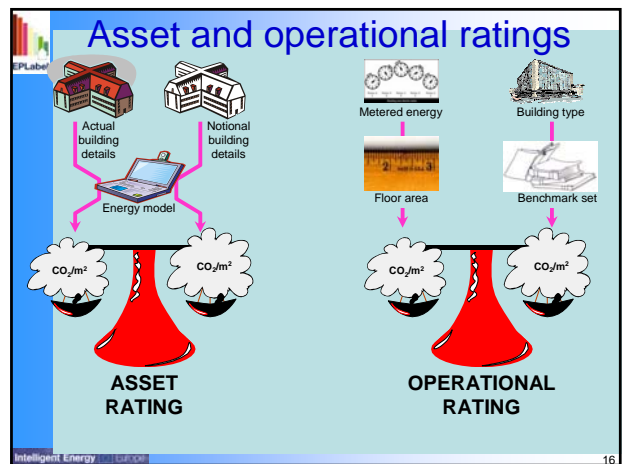 Asset and operational ratings
EPLabel
Actual
building
details
Notional
building
details
Energy model
CO2/m2
CO2/m2
ASSET
RATING
Metered energy
Building type
Floor area
Benchmark set
CO2/m2
CO2/m2
OPERATIONAL
RATING
Intelligent Energy Europe
16